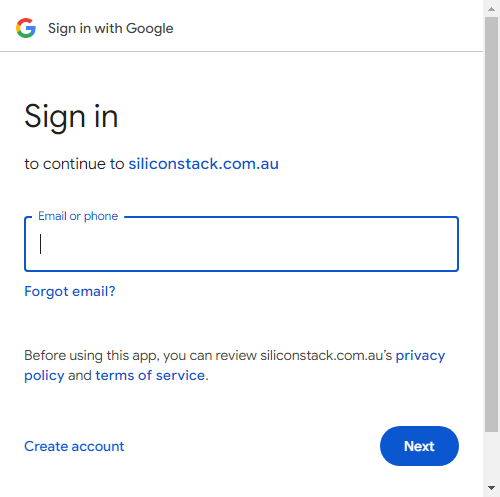 Sign in with Google
Sign in
to continue to siliconstack.com.au
Email or phone
Forgot email?
Before using this app, you can review siliconstack.com.au's privacy
policy and terms of service.
Create account
Next